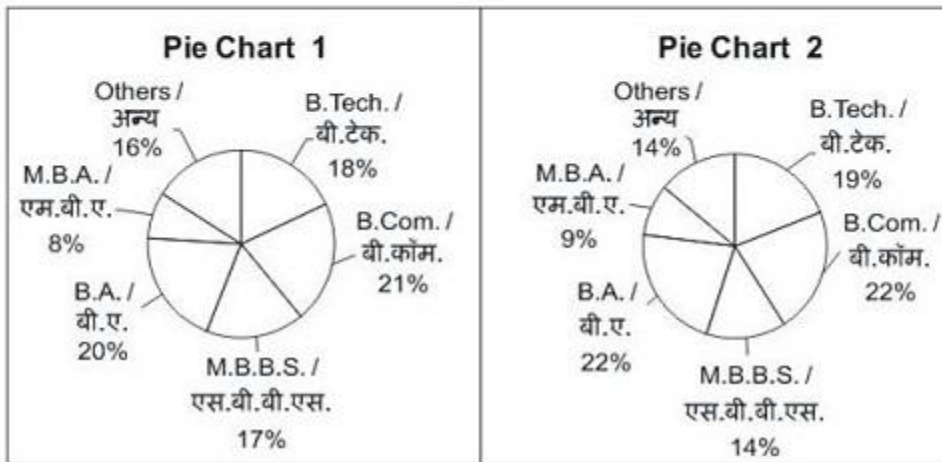 Pie Chart 1
Others /
अन्य
16%
B.Tech. /
बी.टेक.
18%
M.B.A. /
एम.बी.ए.
8%
B.Com. /
बी.कॉम.
21%
B.A. /
बी.ए.
20%
M.B.B.S. /
एस.बी.बी.एस.
17%
Pie Chart 2
Others /
अन्य
14%
B.Tech. /
बी.टेक.
19%
M.B.A. /
एम.बी.ए.
9%
B.Com. /
बी.कॉम.
22%
B.A. /
बी.ए.
22%
M.B.B.S. /
एस.बी.बी.एस.
14%